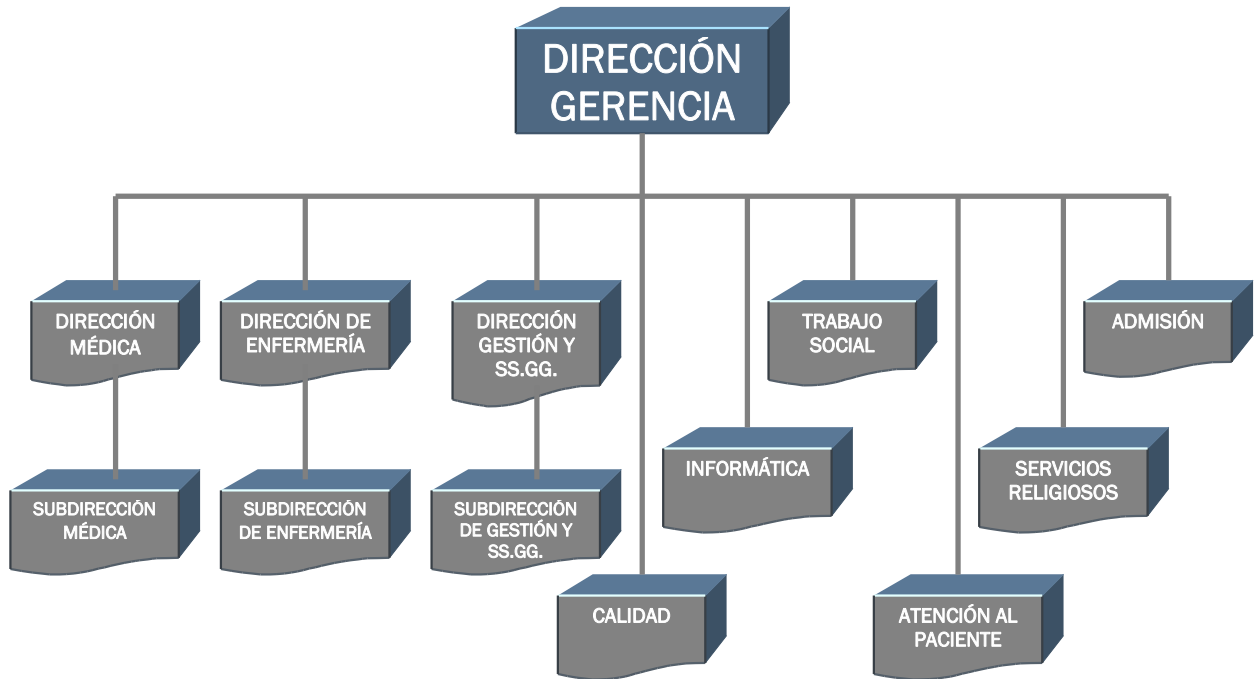 DIRECCIÓN
GERENCIA
DIRECCIÓN
MÉDICA
DIRECCIÓN DE
ENFERMERÍA
DIRECCIÓN
GESTIÓN Y
SS.GG.
TRABAJO
SOCIAL
ADMISIÓN
INFORMÁTICA
SERVICIOS
RELIGIOSOS
SUBDIRECCIÓN
MÉDICA
SUBDIRECCIÓN
DE ENFERMERÍA
SUBDIRECCIÓN
DE GESTIÓN Y
SS.GG.
CALIDAD
ATENCIÓN AL
PACIENTE